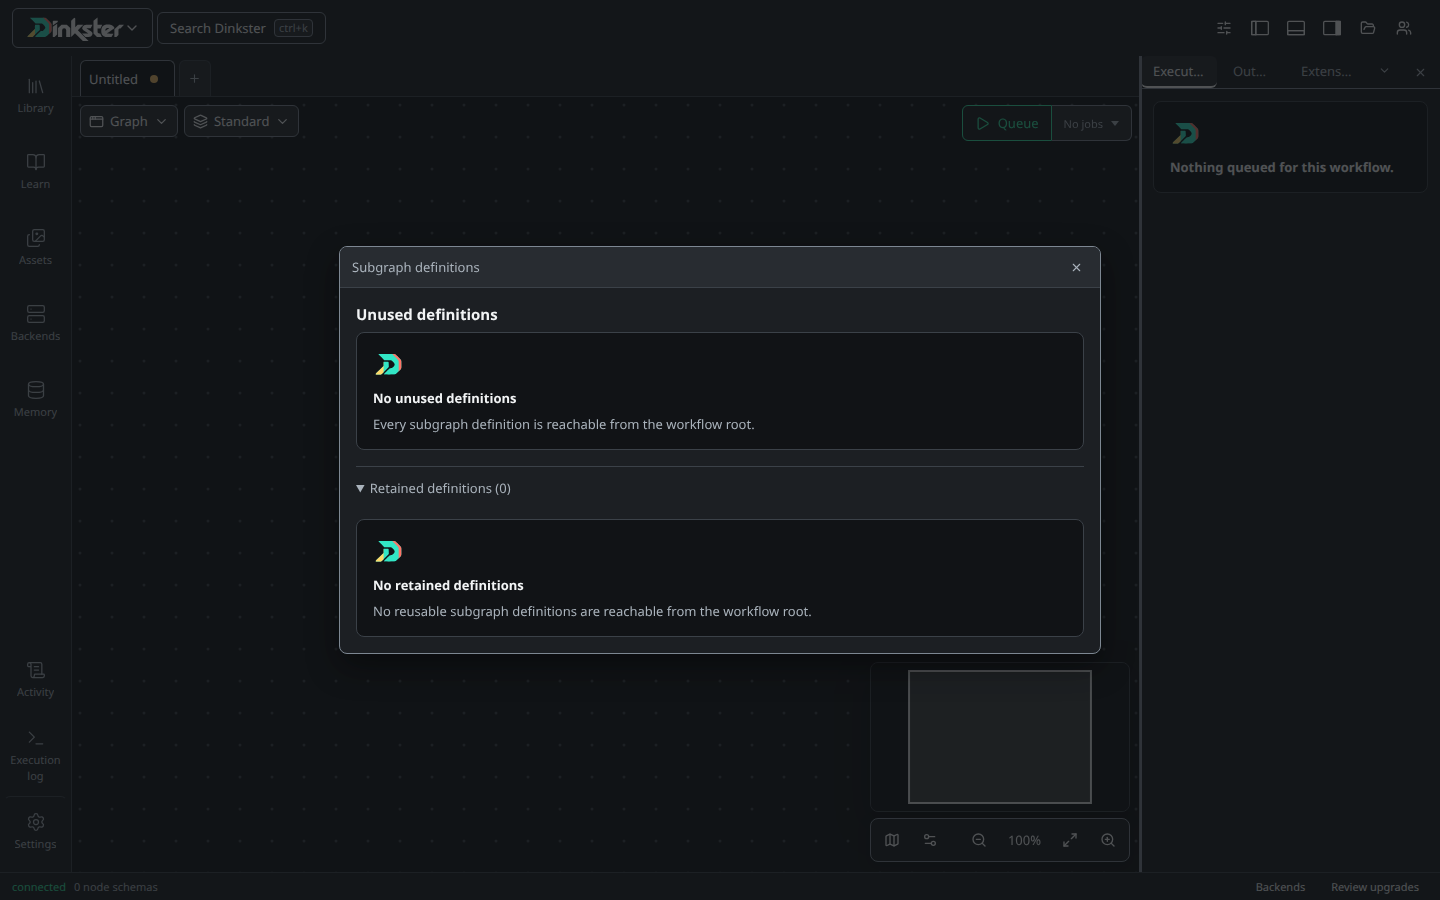 Dinkster
Search Dinkster ctrl+k
Untitled
+
Execut...
Out...
Extens...
Library
Learn
Assets
Backends
Memory
Activity
Execution
log
Settings
Graph
Standard
Queue
No jobs
Nothing queued for this workflow.
Subgraph definitions
Unused definitions
No unused definitions
Every subgraph definition is reachable from the workflow root.
Retained definitions (0)
No retained definitions
No reusable subgraph definitions are reachable from the workflow root.
100%
connected 0 node schemas
Backends
Review upgrades